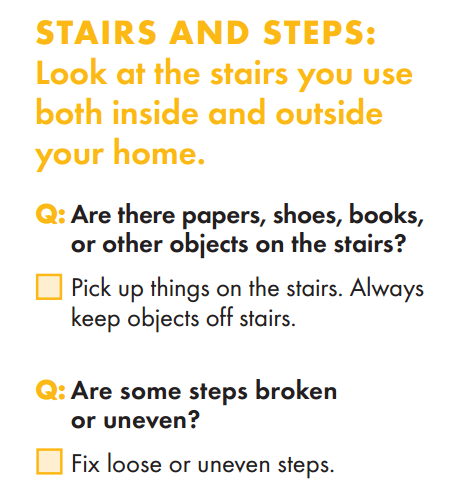 STAIRS AND STEPS:
Look at the stairs you use
both inside and outside
your home.
Q: Are there papers, shoes, books,
or other objects on the stairs?
Pick up things on the stairs. Always
keep objects off stairs.
Q: Are some steps broken
or uneven?
Fix loose or uneven steps.